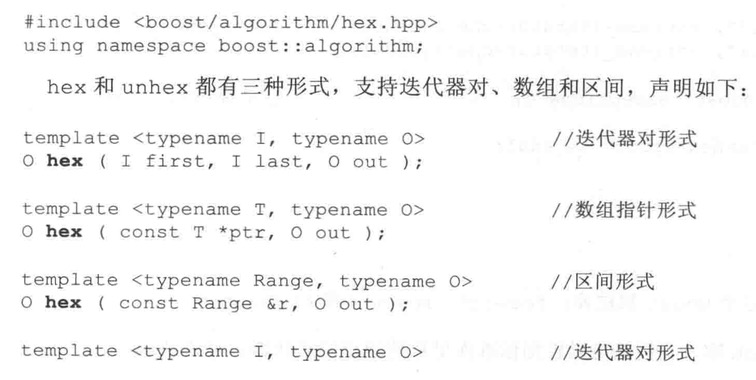 #include <boost/algorithm/hex.hpp>
using namespace boost::algorithm;
hex 和 unhex 都有三种形式，支持迭代器对、数组和区间，声明如下：
template <typename I, typename O> //迭代器对形式
O hex ( I first, I last, O out );
template <typename T, typename O> //数组指针形式
O hex ( const T *ptr, O out );
template <typename Range, typename O> //区间形式
O hex ( const Range &r, O out );
template <typename I, typename O> //迭代器对形式